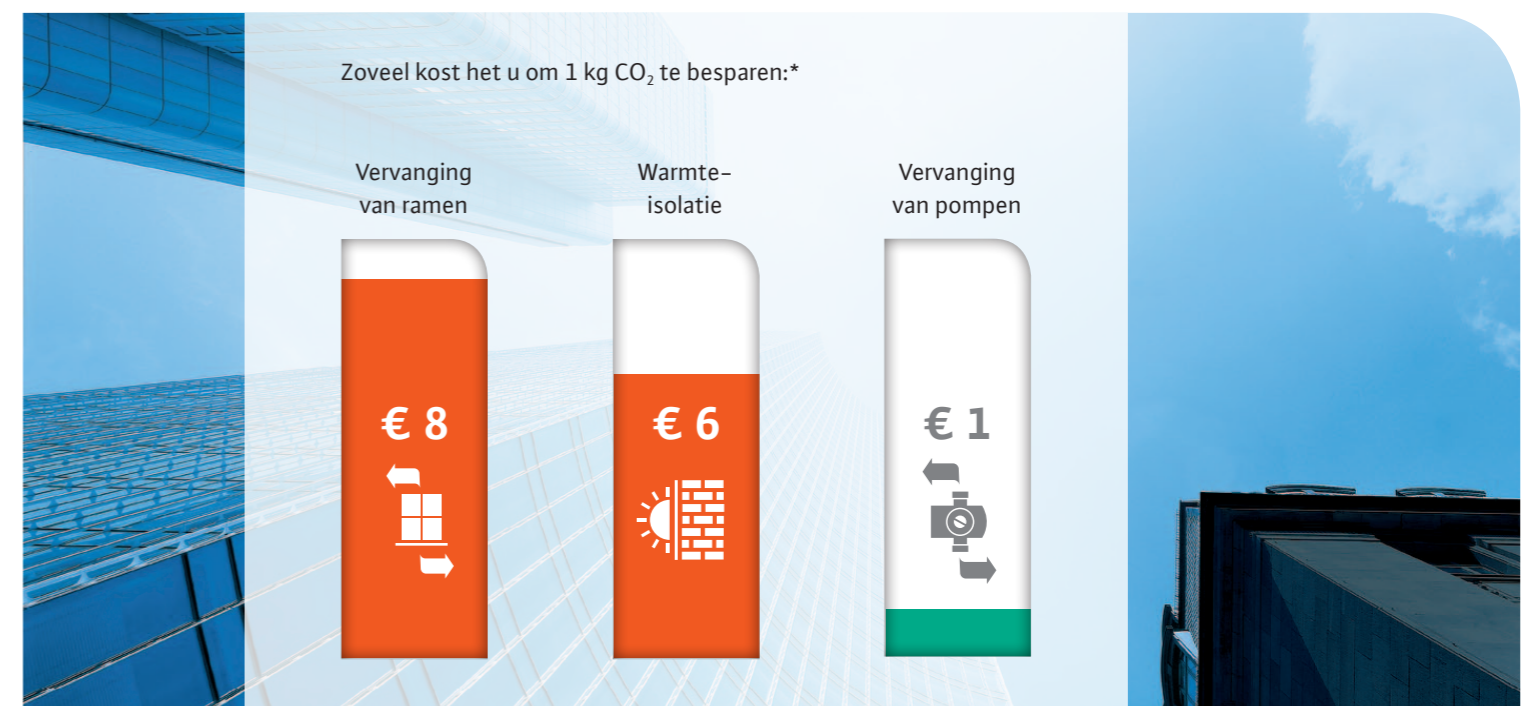 Zoveel kost het u om 1 kg CO₂ te besparen:*
Vervanging
van ramen
Warmte–
isolatie
Vervanging
van pompen
€ 8
€ 6
€ 1